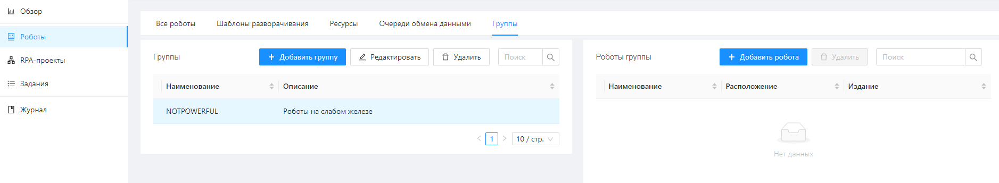 Обзор
Роботы
RPA-проекты
Задания
Журнал
Все роботы Шаблоны разворачивания Ресурсы Очереди обмена данными Группы
Группы Добавить группу Редактировать Удалить Поиск
Наименование Описание
NOTPOWERFUL Роботы на слабом железе
1 10 / стр.
Роботы группы Добавить робота Удалить Поиск
Наименование Расположение Издание
Нет данных